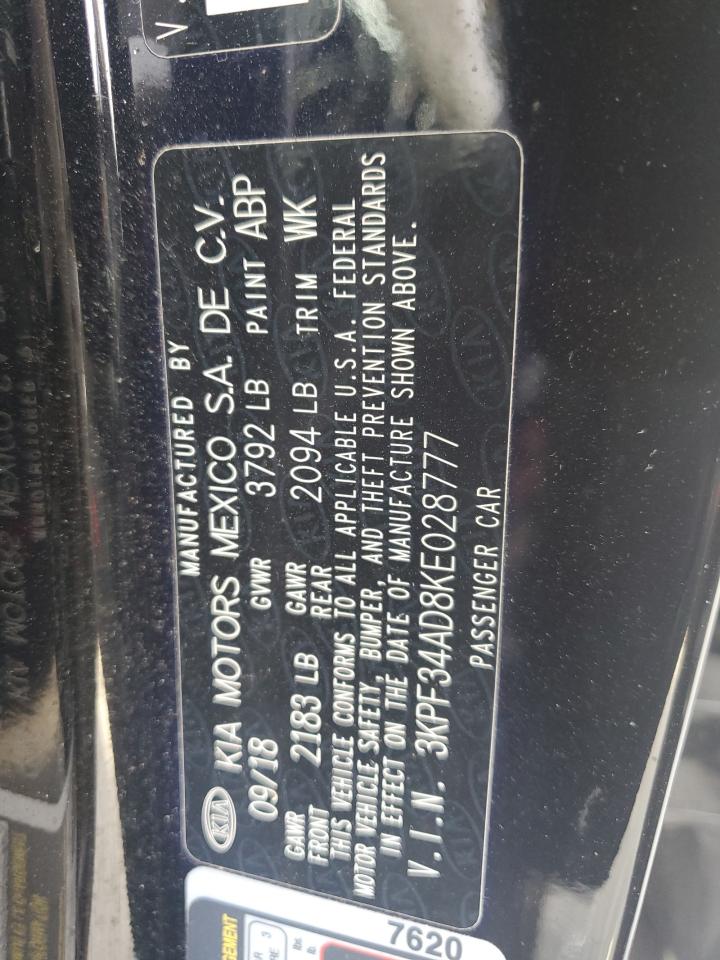 MANUFACTURED BY
KIA KIA MOTORS MEXICO S.A. DE C.V.
09/18 GVWR 3792 LB PAINT ABP
GAWR FRONT 2183 LB GAWR REAR 2094 LB TRIM WK
THIS VEHICLE CONFORMS TO ALL APPLICABLE U.S.A. FEDERAL
MOTOR VEHICLE SAFETY, BUMPER, AND THEFT PREVENTION STANDARDS
IN EFFECT ON THE DATE OF MANUFACTURE SHOWN ABOVE.
V.I.N. 3KPF34AD8KE028777
PASSENGER CAR
7620